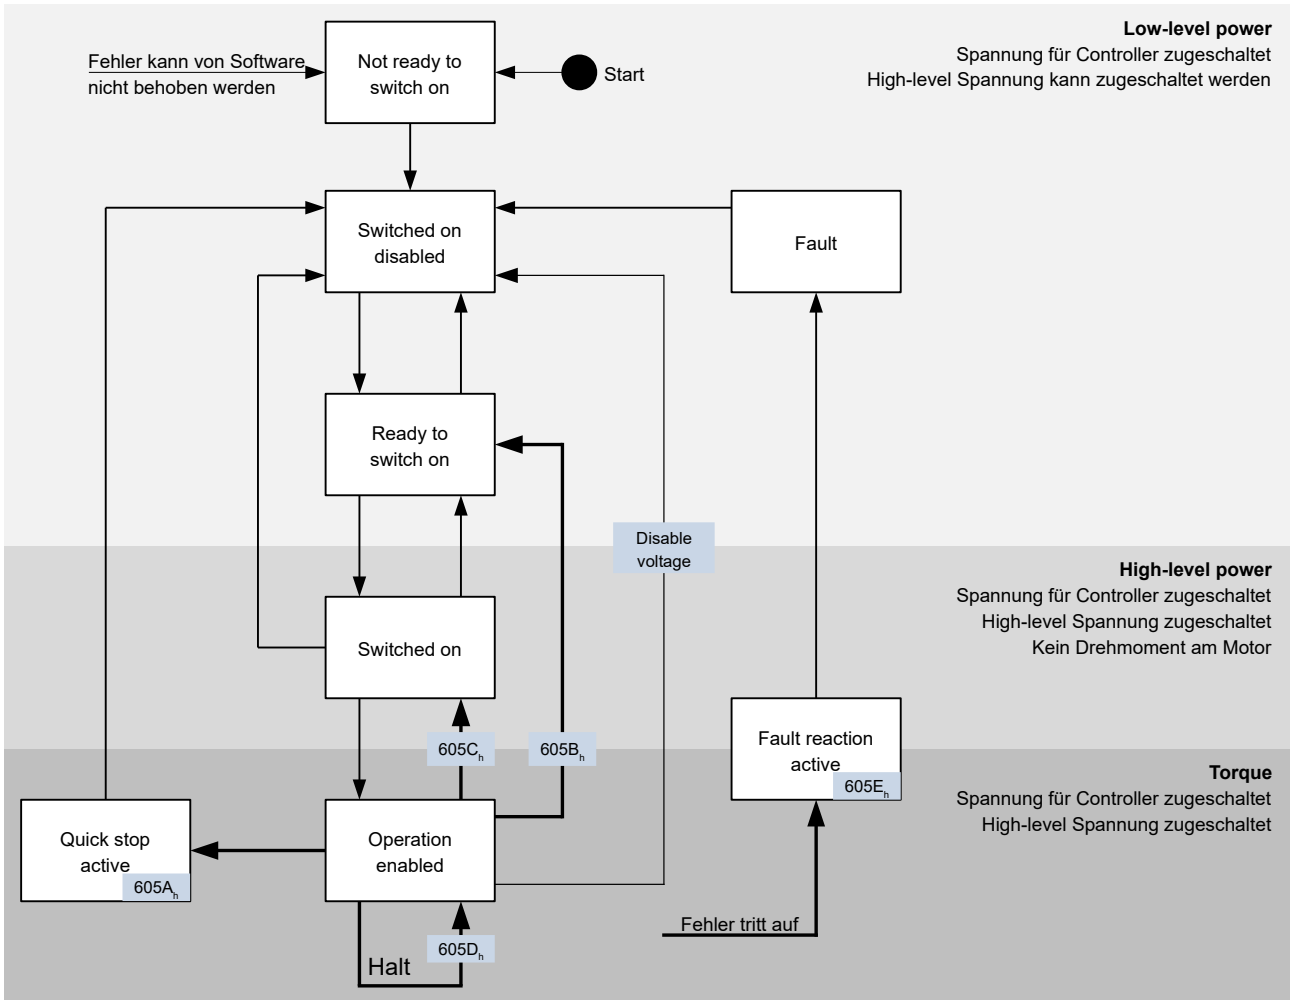 Low-level power
Spannung für Controller zugeschaltet
High-level Spannung kann zugeschaltet werden
Fehler kann von Software
nicht behoben werden
Not ready to
switch on
Start
Switched on
disabled
Fault
Ready to
switch on
Disable
voltage
High-level power
Spannung für Controller zugeschaltet
High-level Spannung zugeschaltet
Kein Drehmoment am Motor
Switched on
605Ch
605Bh
Fault reaction
active
605Eh
Torque
Spannung für Controller zugeschaltet
High-level Spannung zugeschaltet
Quick stop
active
605Ah
Operation
enabled
Fehler tritt auf
605Dh
Halt